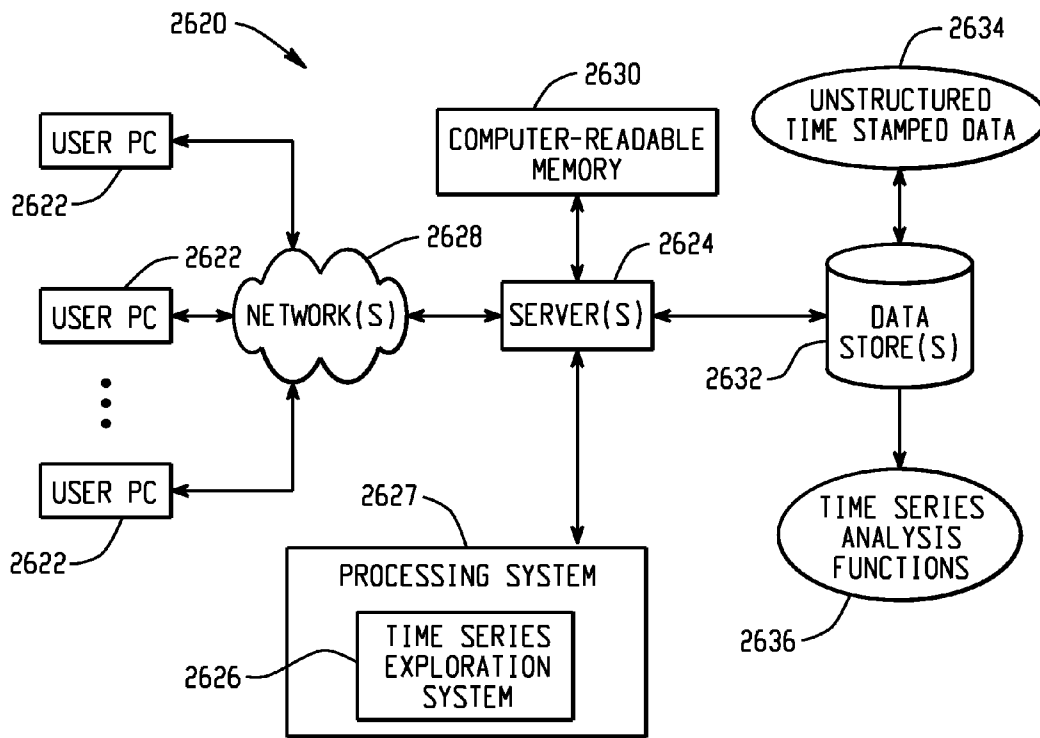 2620
2634
2630
UNSTRUCTURED
TIME STAMPED DATA
COMPUTER-READABLE
MEMORY
USER PC
2622
2628
2624
2622
USER PC
NETWORK(S)
SERVER(S)
DATA
STORE(S)
2632
USER PC
2622
2627
PROCESSING SYSTEM
TIME SERIES
EXPLORATION
SYSTEM
2626
TIME SERIES
ANALYSIS
FUNCTIONS
2636